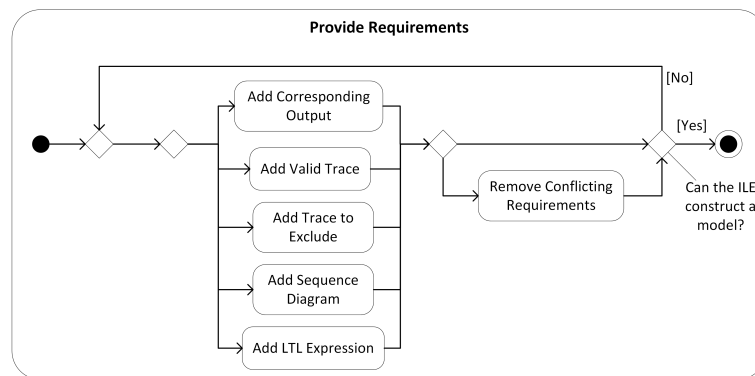 Provide Requirements
[No]
Add Corresponding
Output
[Yes]
Add Valid Trace
Remove Conflicting
Requirements
Can the ILE
construct a
model?
Add Trace to
Exclude
Add Sequence
Diagram
Add LTL Expression